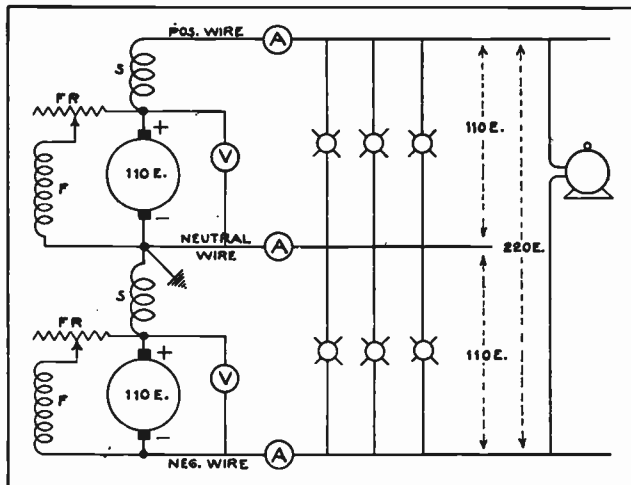 POS. WIRE
A
S
FR
+
110 E.
V
110 E.
F
-
NEUTRAL
WIRE
A
220 E.
S
FR
+
110 E.
V
110 E.
F
-
NEG. WIRE
A